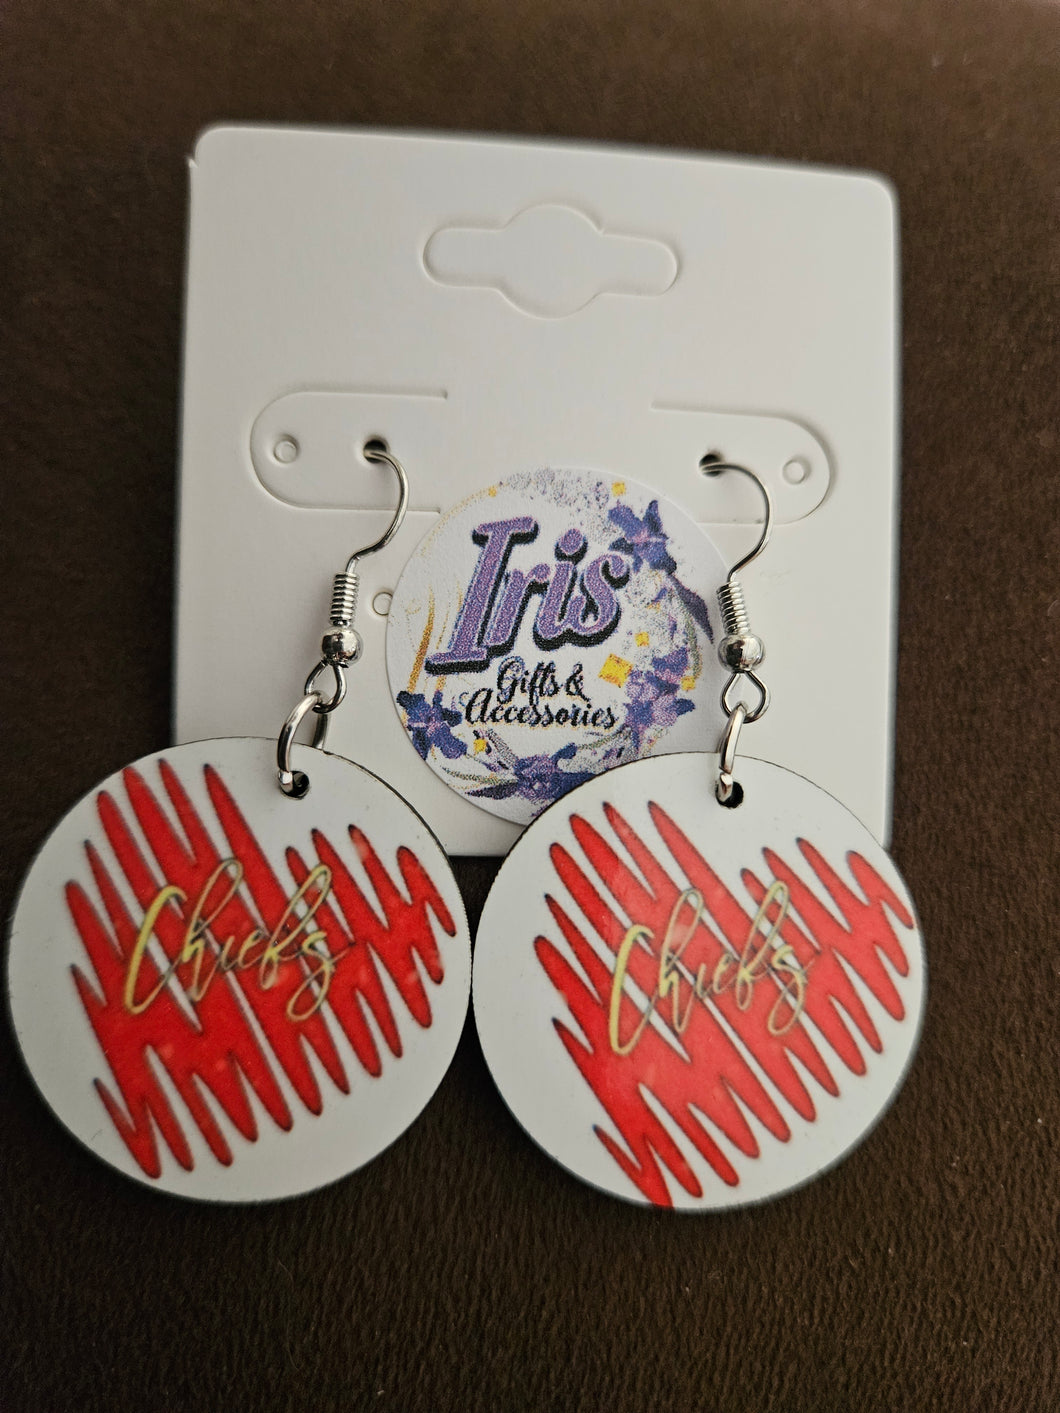 Iris
Gifts &
Accessories
Chiefs
Chiefs